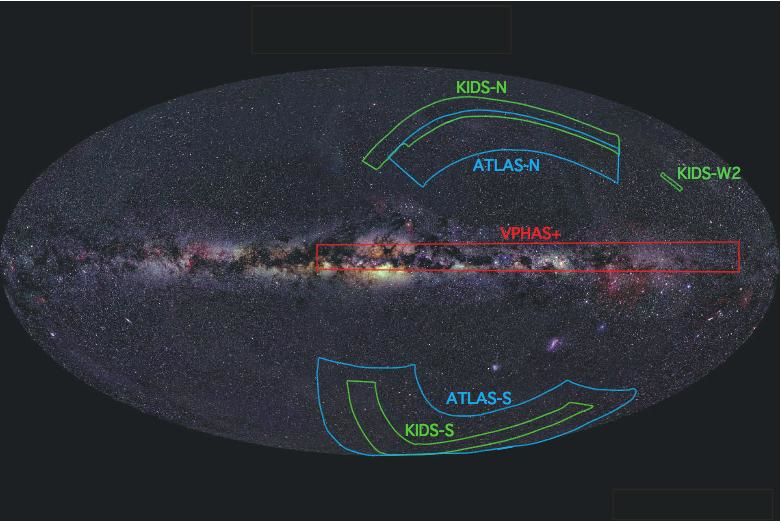 KIDS-N
ATLAS-N
KIDS-W2
VPHAS+
ATLAS-S
KIDS-S